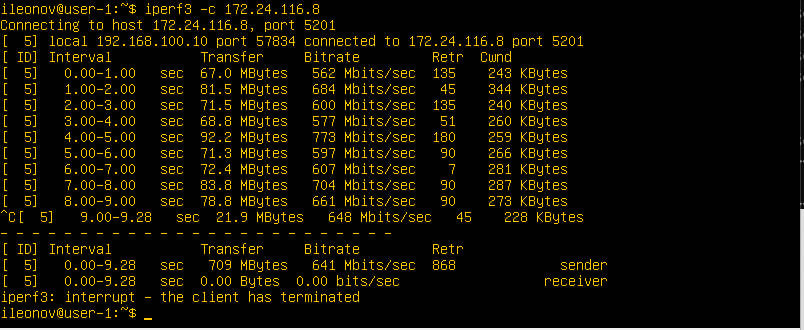 ileonov@user-1:~$ iperf3 -c 172.24.116.8
Connecting to host 172.24.116.8, port 5201
[  5] local 192.168.100.10 port 57834 connected to 172.24.116.8 port 5201
[ ID] Interval           Transfer     Bitrate         Retr  Cwnd
[  5]   0.00-1.00   sec  67.0 MBytes   562 Mbits/sec  135    243 KBytes
[  5]   1.00-2.00   sec  81.5 MBytes   684 Mbits/sec   45    344 KBytes
[  5]   2.00-3.00   sec  71.5 MBytes   600 Mbits/sec  135    240 KBytes
[  5]   3.00-4.00   sec  68.8 MBytes   577 Mbits/sec   51    260 KBytes
[  5]   4.00-5.00   sec  92.2 MBytes   773 Mbits/sec  180    259 KBytes
[  5]   5.00-6.00   sec  71.3 MBytes   597 Mbits/sec   90    266 KBytes
[  5]   6.00-7.00   sec  72.4 MBytes   607 Mbits/sec    7    281 KBytes
[  5]   7.00-8.00   sec  83.8 MBytes   704 Mbits/sec   90    287 KBytes
[  5]   8.00-9.00   sec  78.8 MBytes   661 Mbits/sec   90    273 KBytes
^C[  5]   9.00-9.28   sec  21.9 MBytes   648 Mbits/sec   45    228 KBytes
- - - - - - - - - - - - - - - - - - - - - - - - -
[ ID] Interval           Transfer     Bitrate         Retr
[  5]   0.00-9.28   sec   709 MBytes   641 Mbits/sec  868             sender
[  5]   0.00-9.28   sec  0.00 Bytes  0.00 bits/sec                  receiver
iperf3: interrupt - the client has terminated
ileonov@user-1:~$ _